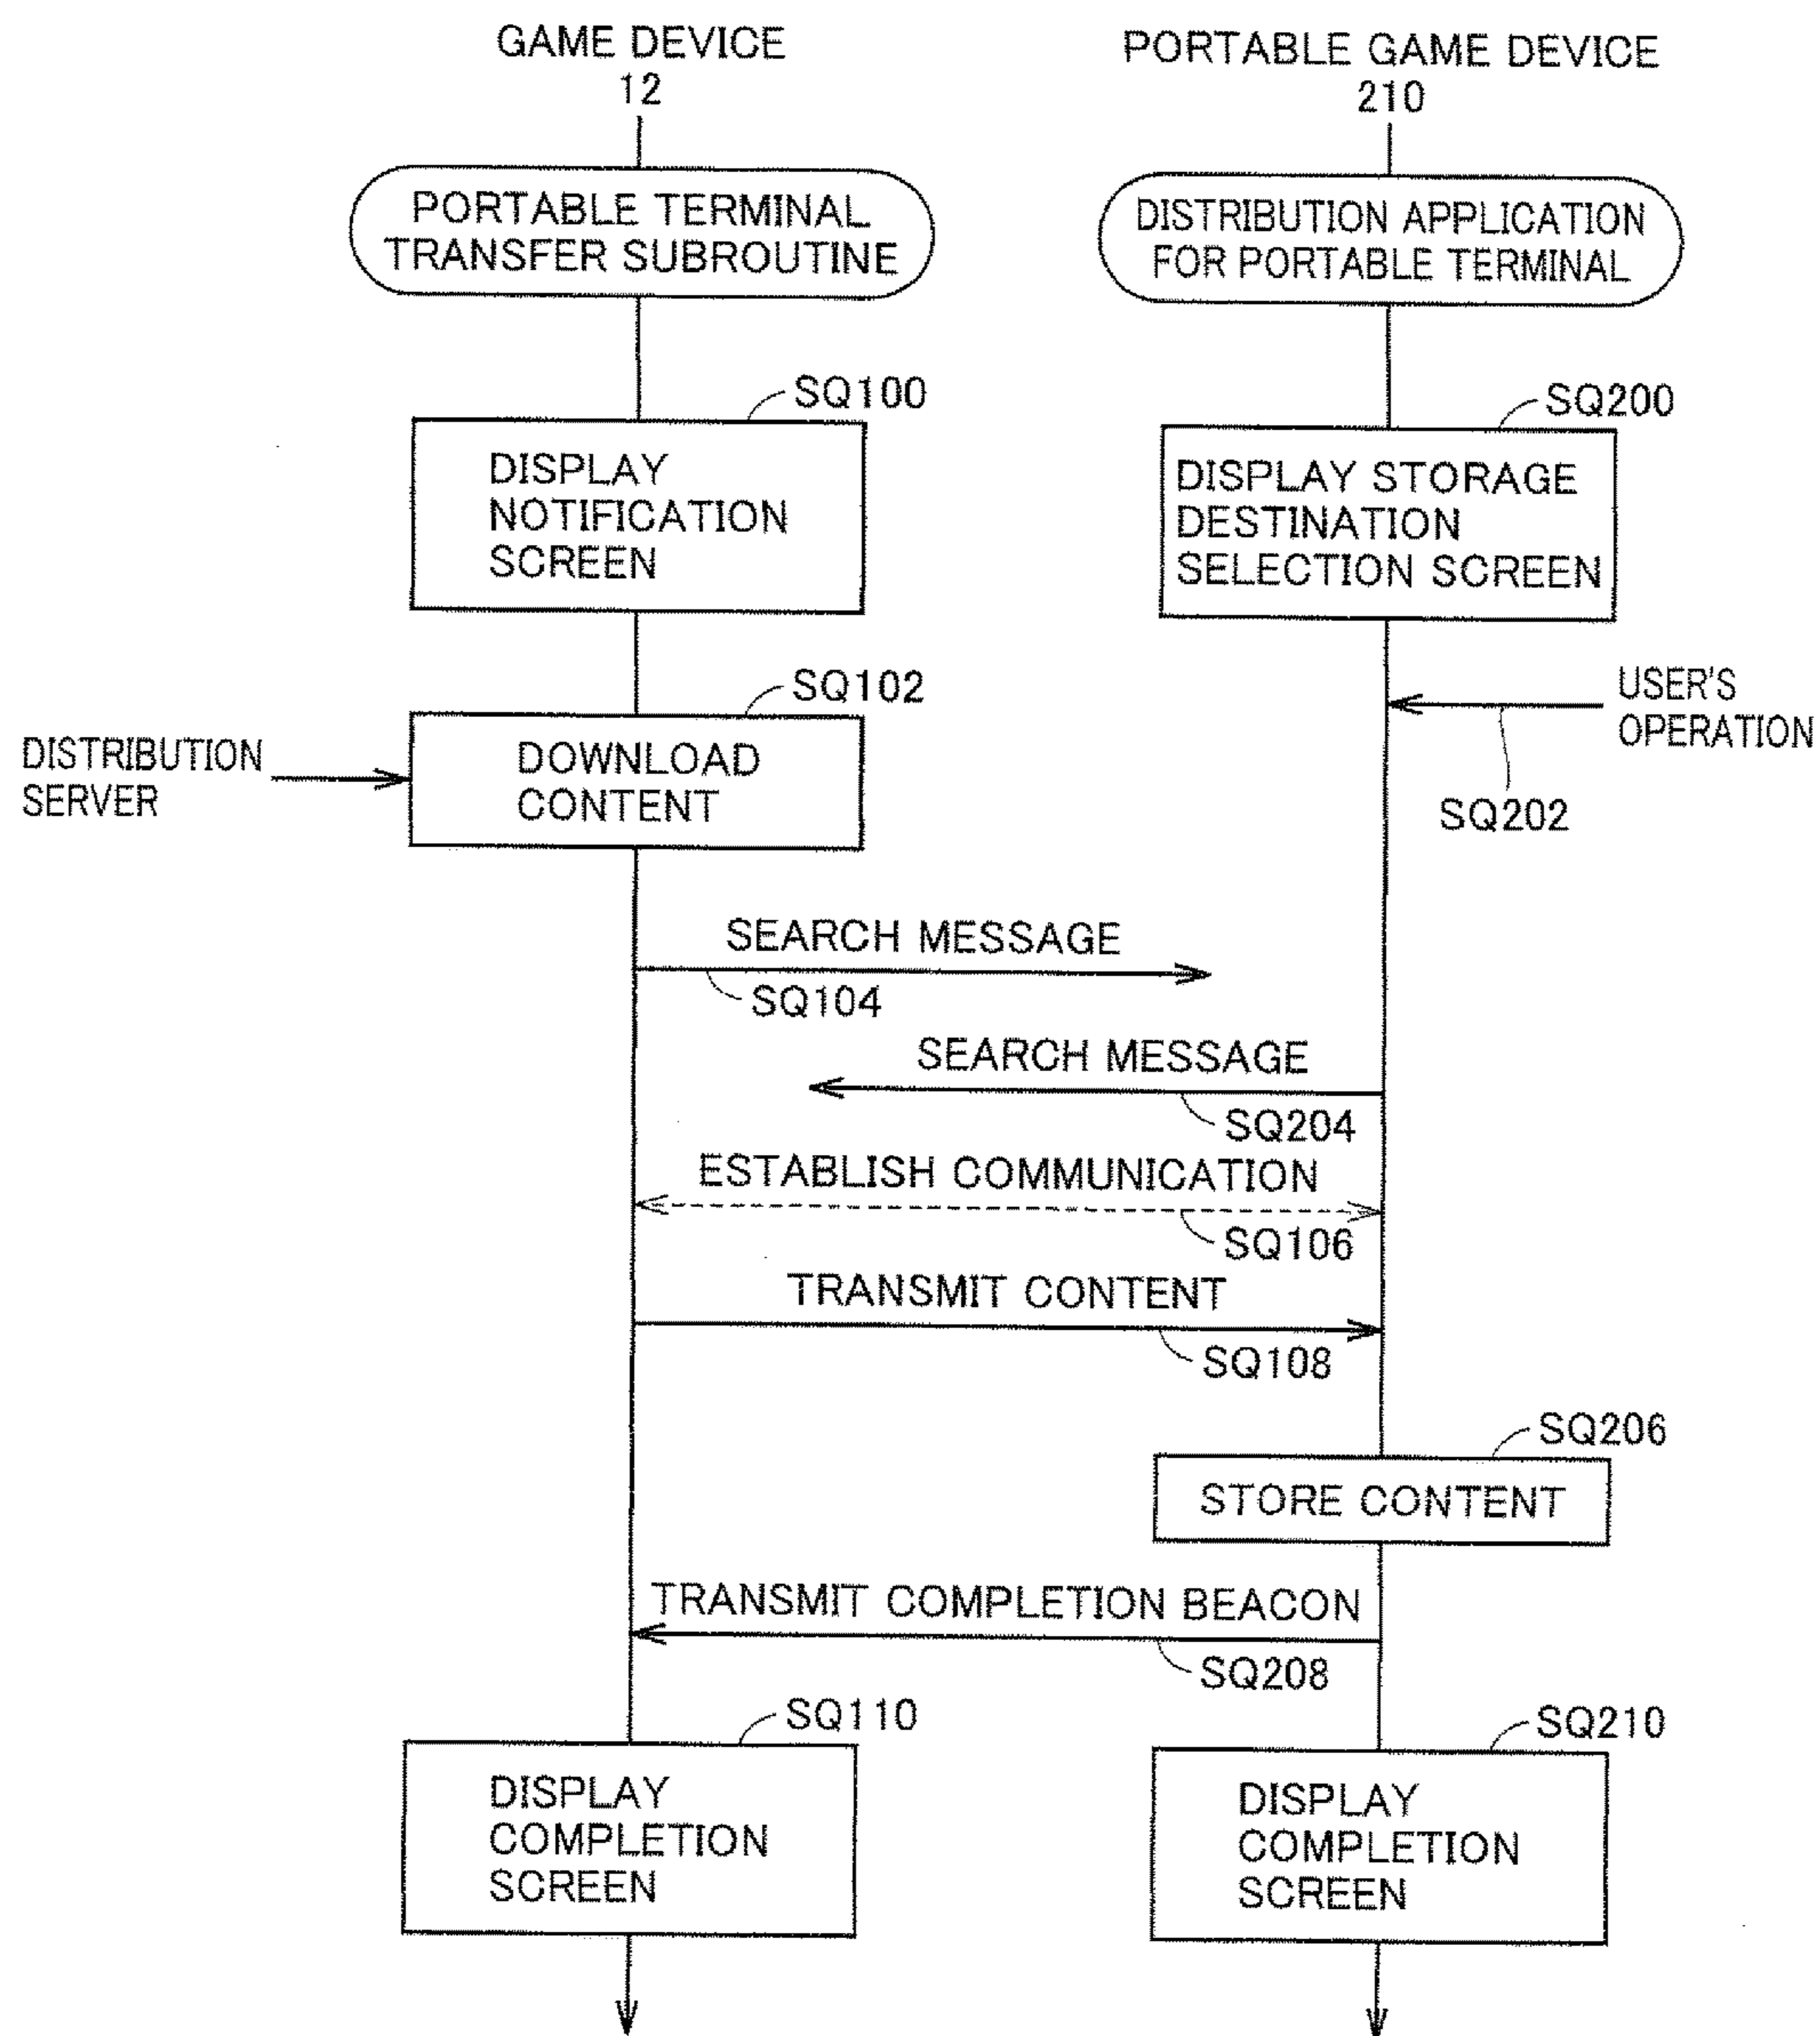 GAME DEVICE
12
PORTABLE GAME DEVICE
210
PORTABLE TERMINAL
TRANSFER SUBROUTINE
DISTRIBUTION APPLICATION
FOR PORTABLE TERMINAL
SQ100
DISPLAY
NOTIFICATION
SCREEN
SQ200
DISPLAY STORAGE
DESTINATION
SELECTION SCREEN
SQ102
DISTRIBUTION
SERVER
DOWNLOAD
CONTENT
USER'S
OPERATION
SQ202
SEARCH MESSAGE
SQ104
SEARCH MESSAGE
SQ204
ESTABLISH COMMUNICATION
SQ106
TRANSMIT CONTENT
SQ108
SQ206
STORE CONTENT
TRANSMIT COMPLETION BEACON
SQ208
SQ110
DISPLAY
COMPLETION
SCREEN
SQ210
DISPLAY
COMPLETION
SCREEN